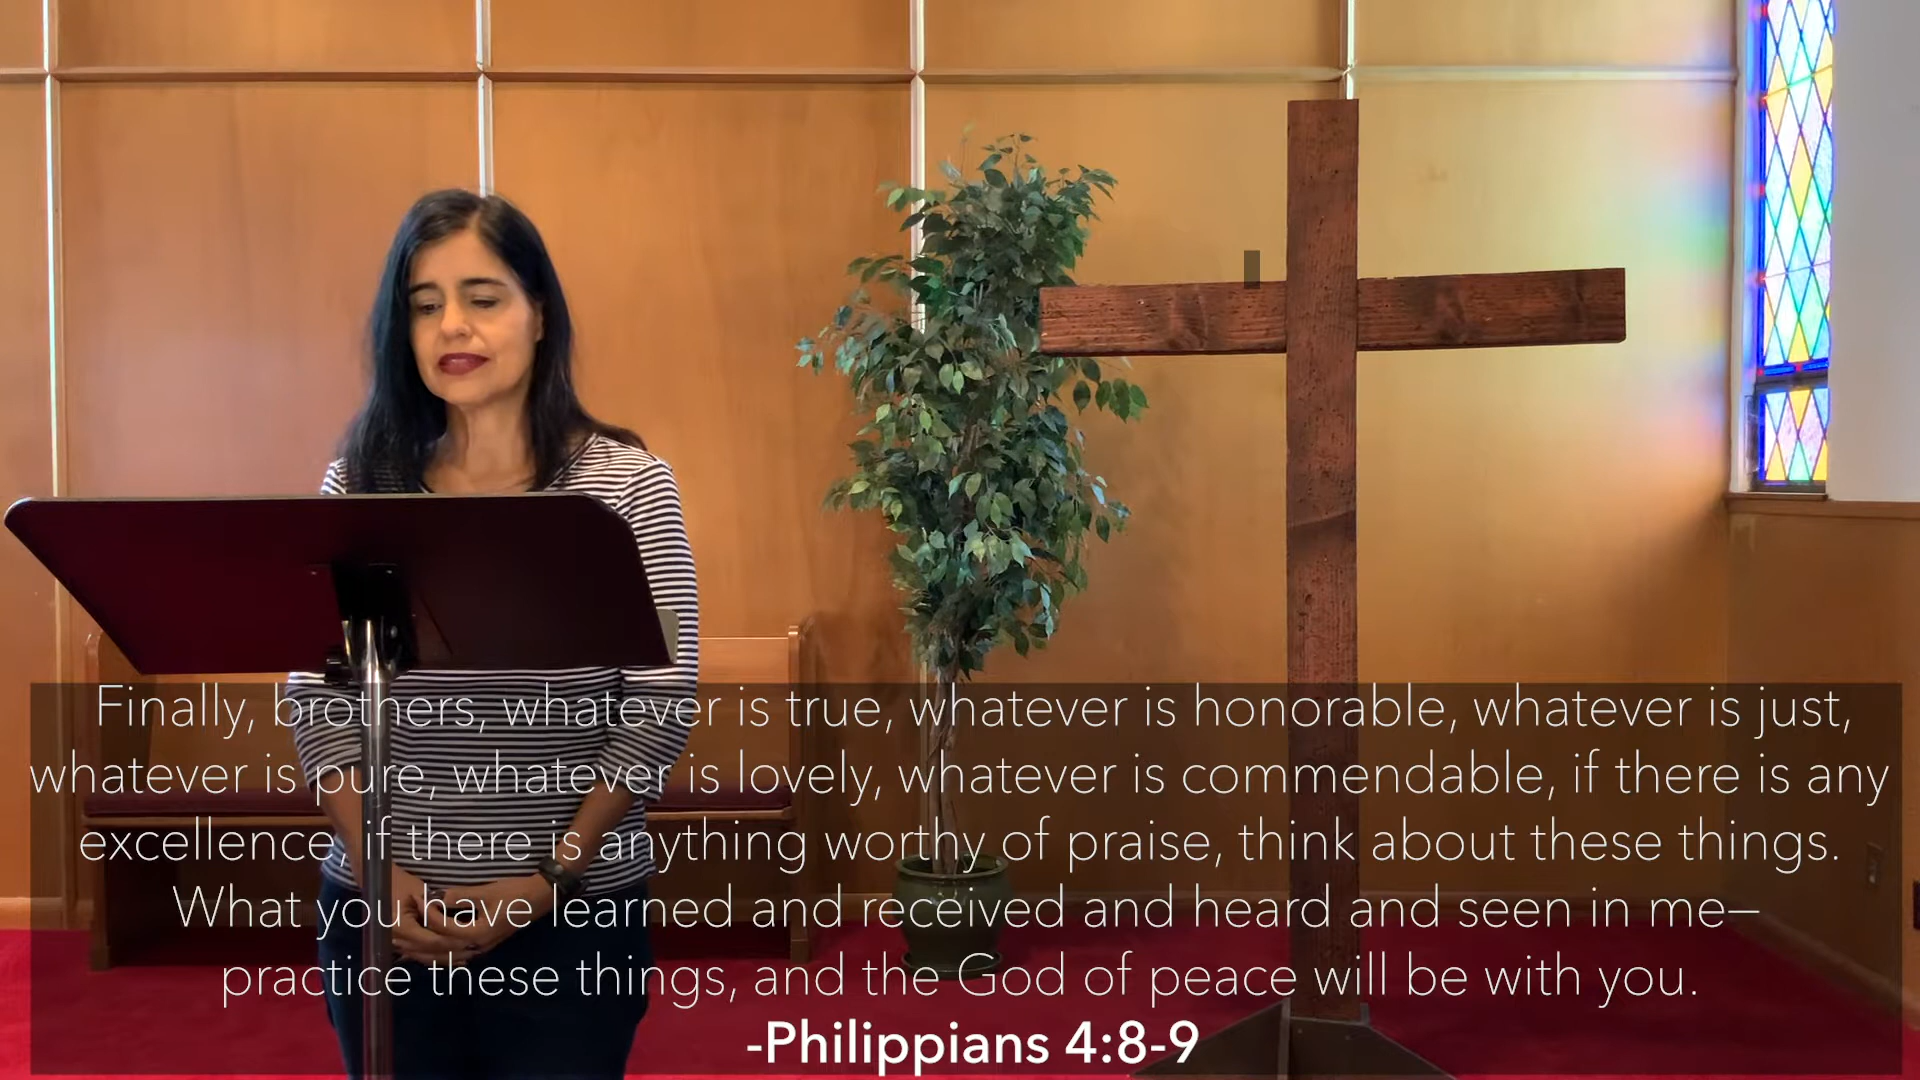 Finally, brothers, whatever is true, whatever is honorable, whatever is just,
whatever is pure, whatever is lovely, whatever is commendable, if there is any
excellence, if there is anything worthy of praise, think about these things.
What you have learned and received and heard and seen in me—
practice these things, and the God of peace will be with you.
-Philippians 4:8-9